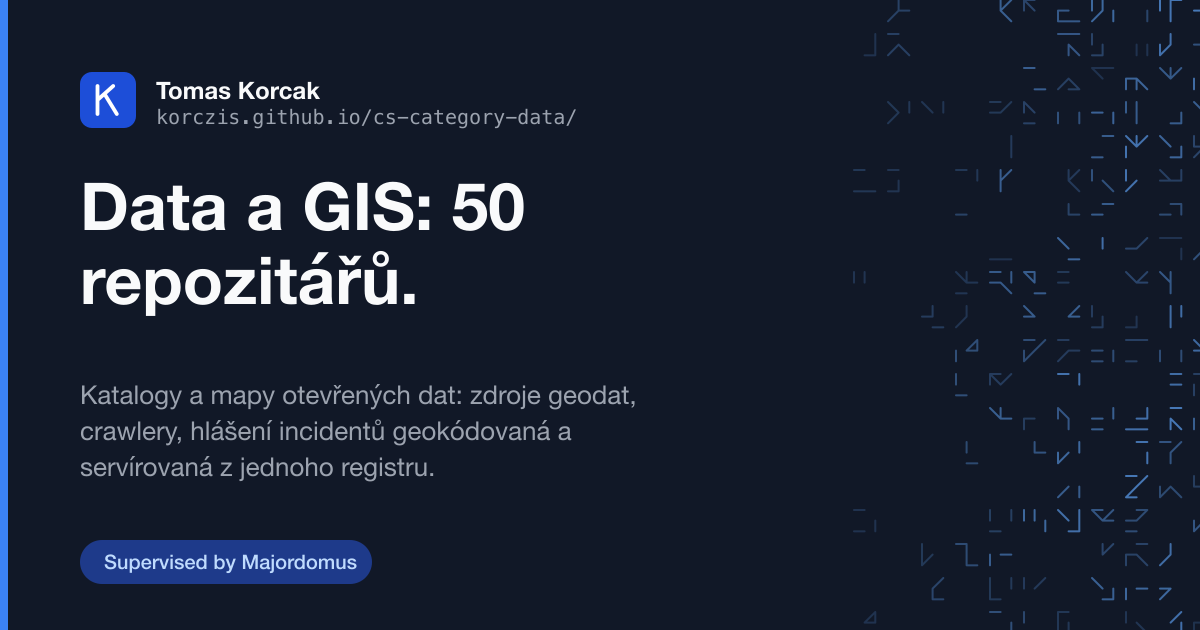 K
Tomas Korcak
korczis.github.io/cs-category-data/
Data a GIS: 50
repozitářů.
Katalogy a mapy otevřených dat: zdroje geodat,
crawlery, hlášení incidentů geokódovaná a
servírovaná z jednoho registru.
Supervised by Majordomus